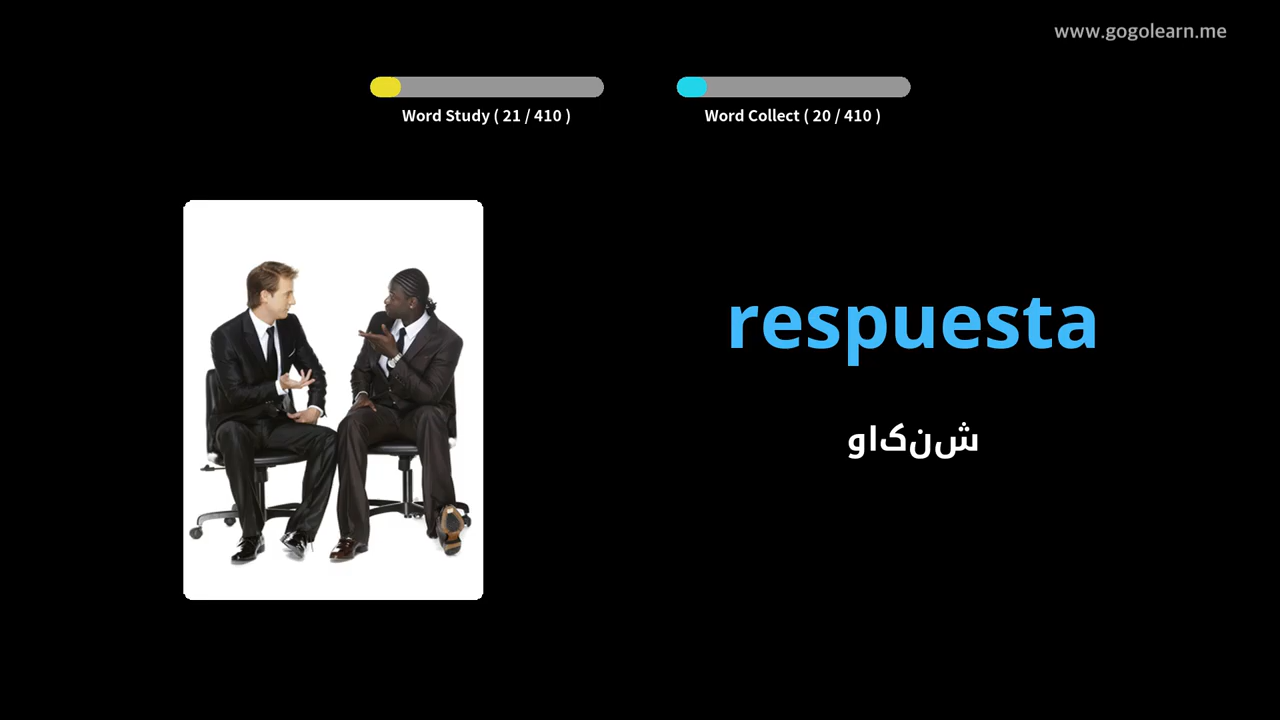 www.gogolearn.me
Word Study ( 21 / 410 )
Word Collect ( 20 / 410 )
respuesta
شنکاو